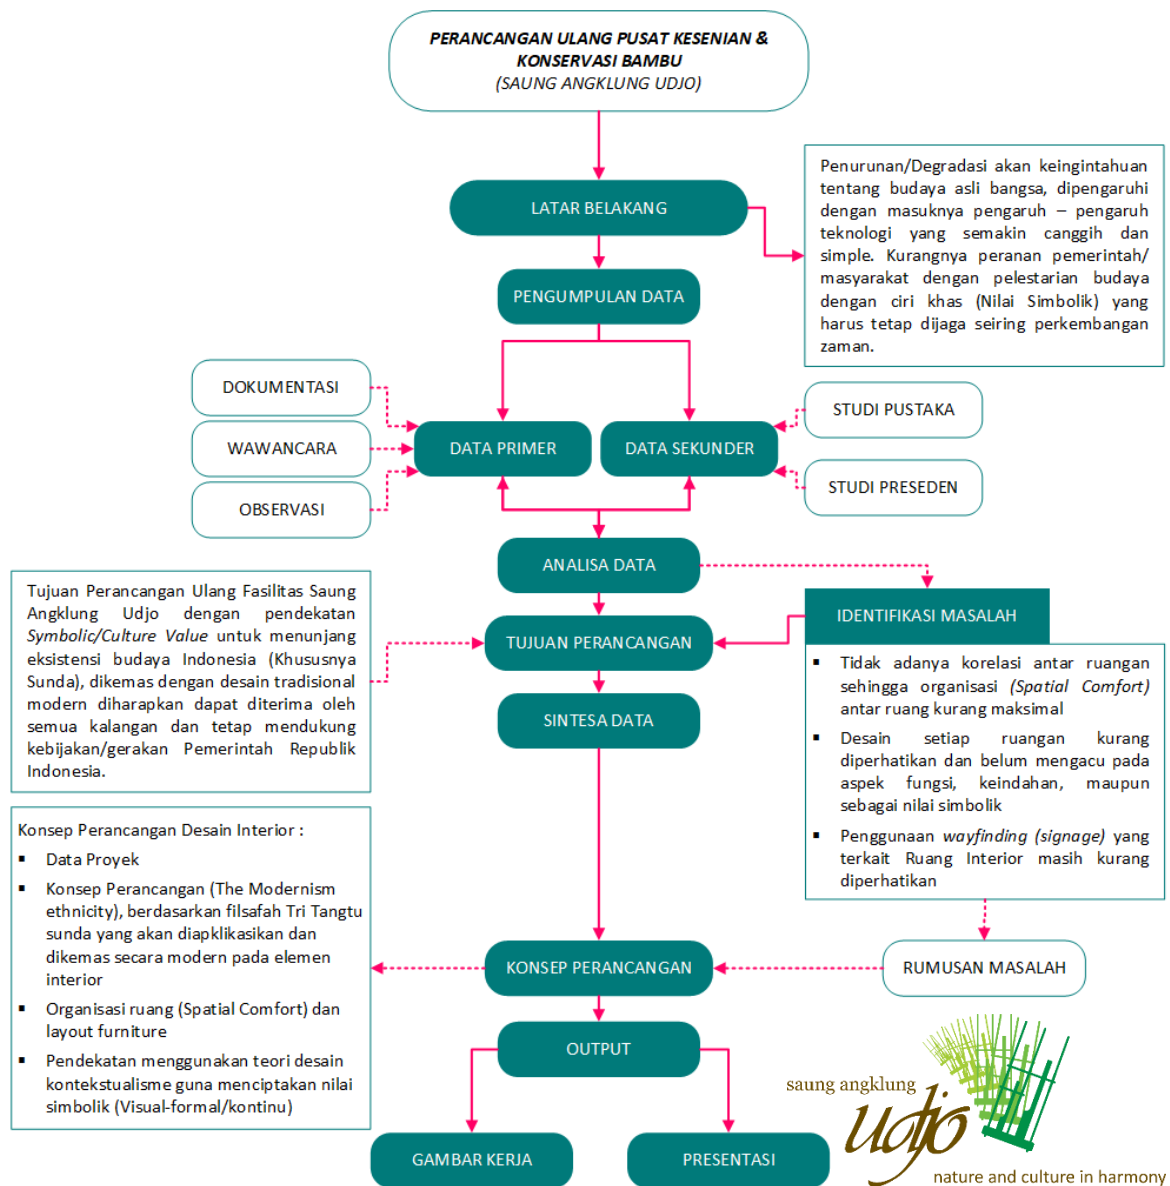 PERANCANGAN ULANG PUSAT KESENIAN &
KONSERVASI BAMBU
(SAUNG ANGKLUNG UDJO)
LATAR BELAKANG
Penurunan/Degradasi akan keingintahuan
tentang budaya asli bangsa, dipengaruhi
dengan masuknya pengaruh – pengaruh
teknologi yang semakin canggih dan
simple. Kurangnya peranan pemerintah/
masyarakat dengan pelestarian budaya
dengan ciri khas (Nilai Simbolik) yang
harus tetap dijaga seiring perkembangan
zaman.
PENGUMPULAN DATA
DOKUMENTASI
WAWANCARA
OBSERVASI
DATA PRIMER
DATA SEKUNDER
STUDI PUSTAKA
STUDI PRESEDEN
ANALISA DATA
Tujuan Perancangan Ulang Fasilitas Saung
Angklung Udjo dengan pendekatan
Symbolic/Culture Value untuk menunjang
eksistensi budaya Indonesia (Khususnya
Sunda), dikemas dengan desain tradisional
modern diharapkan dapat diterima oleh
semua kalangan dan tetap mendukung
kebijakan/gerakan Pemerintah Republik
Indonesia.
TUJUAN PERANCANGAN
IDENTIFIKASI MASALAH
▪ Tidak adanya korelasi antar ruangan
sehingga organisasi (Spatial Comfort)
antar ruang kurang maksimal
▪ Desain setiap ruangan kurang
diperhatikan dan belum mengacu pada
aspek fungsi, keindahan, maupun
sebagai nilai simbolik
▪ Penggunaan wayfinding (signage) yang
terkait Ruang Interior masih kurang
diperhatikan
SINTESA DATA
Konsep Perancangan Desain Interior :
▪ Data Proyek
▪ Konsep Perancangan (The Modernism
ethnicity), berdasarkan filsafah Tri Tangtu
sunda yang akan diapklikasikan dan
dikemas secara modern pada elemen
interior
▪ Organisasi ruang (Spatial Comfort) dan
layout furniture
▪ Pendekatan menggunakan teori desain
kontekstualisme guna menciptakan nilai
simbolik (Visual-formal/kontinu)
KONSEP PERANCANGAN
RUMUSAN MASALAH
OUTPUT
GAMBAR KERJA
PRESENTASI
saung angklung
udjo
nature and culture in harmony